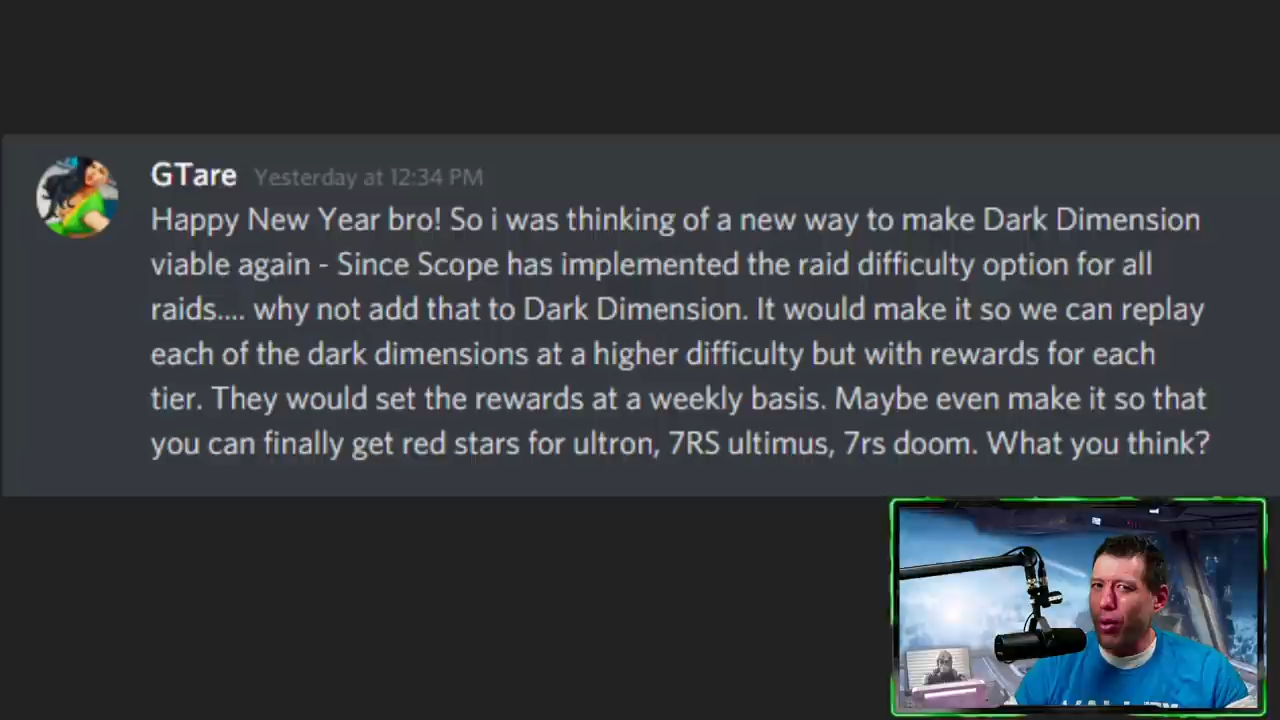 GTare Yesterday at 12:34 PM
Happy New Year bro! So i was thinking of a new way to make Dark Dimension
viable again - Since Scope has implemented the raid difficulty option for all
raids.... why not add that to Dark Dimension. It would make it so we can replay
each of the dark dimensions at a higher difficulty but with rewards for each
tier. They would set the rewards at a weekly basis. Maybe even make it so that
you can finally get red stars for ultron, 7RS ultimus, 7rs doom. What you think?